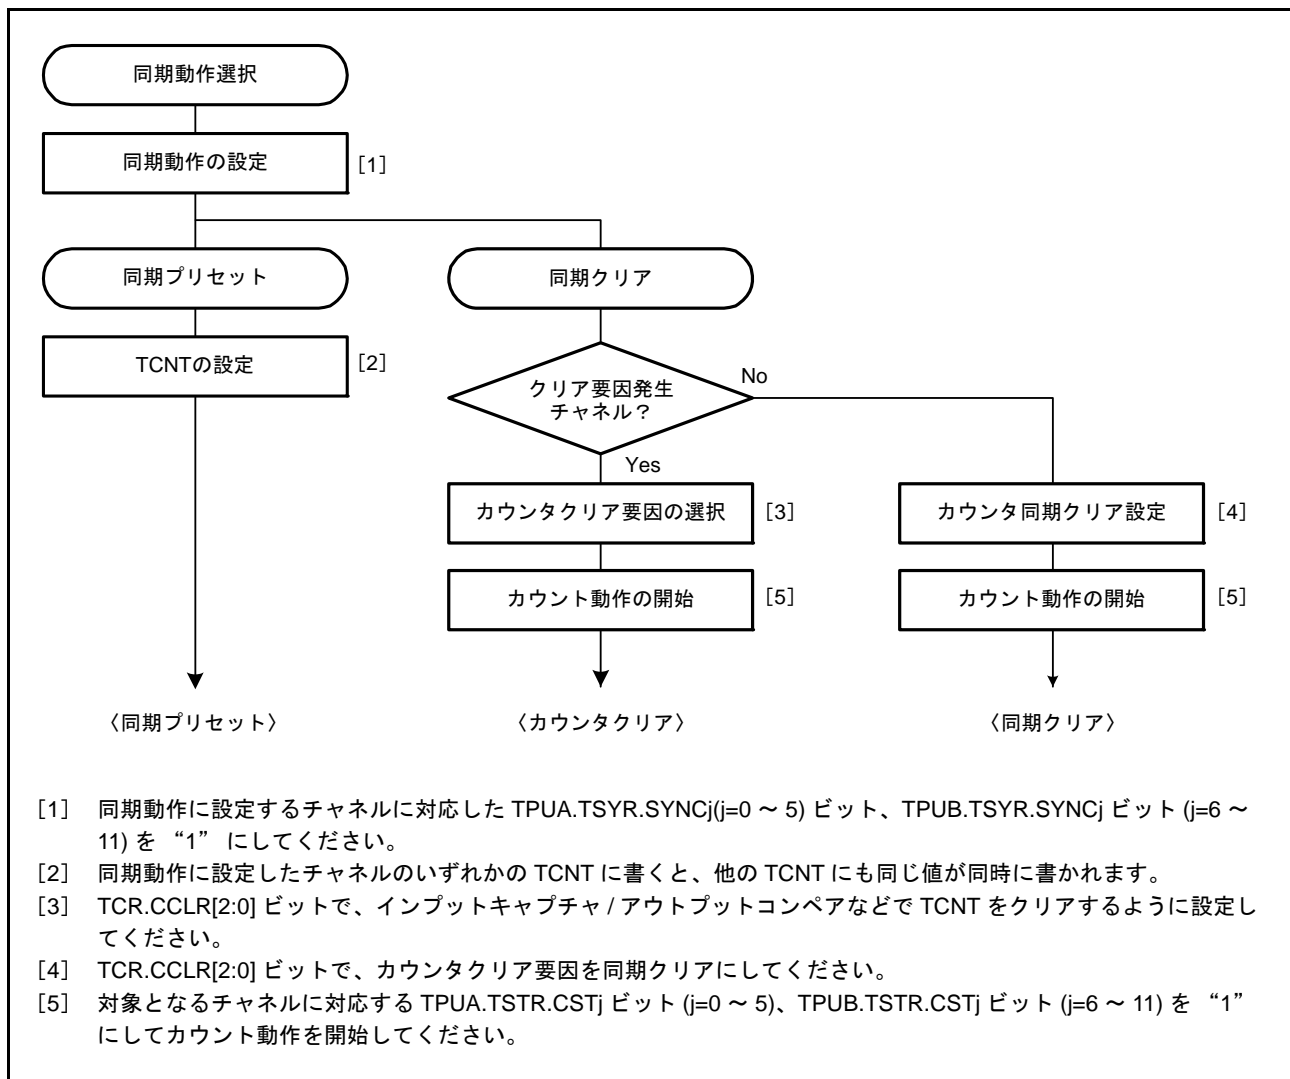 同期動作選択
同期動作の設定 [1]
同期プリセット
同期クリア
TCNTの設定 [2]
クリア要因発生
チャネル？
No
Yes
カウンタクリア要因の選択 [3]
カウンタ同期クリア設定 [4]
カウント動作の開始 [5]
カウント動作の開始 [5]
〈同期プリセット〉
〈カウンタクリア〉
〈同期クリア〉
[1] 同期動作に設定するチャネルに対応した TPUA.TSYR.SYNCj(j=0 ～ 5) ビット、TPUB.TSYR.SYNCj ビット (j=6 ～
11) を “1” にしてください。
[2] 同期動作に設定したチャネルのいずれかの TCNT に書くと、他の TCNT にも同じ値が同時に書かれます。
[3] TCR.CCLR[2:0] ビットで、インプットキャプチャ / アウトプットコンペアなどで TCNT をクリアするように設定し
てください。
[4] TCR.CCLR[2:0] ビットで、カウンタクリア要因を同期クリアにしてください。
[5] 対象となるチャネルに対応する TPUA.TSTR.CSTj ビット (j=0 ～ 5)、TPUB.TSTR.CSTj ビット (j=6 ～ 11) を “1”
にしてカウント動作を開始してください。